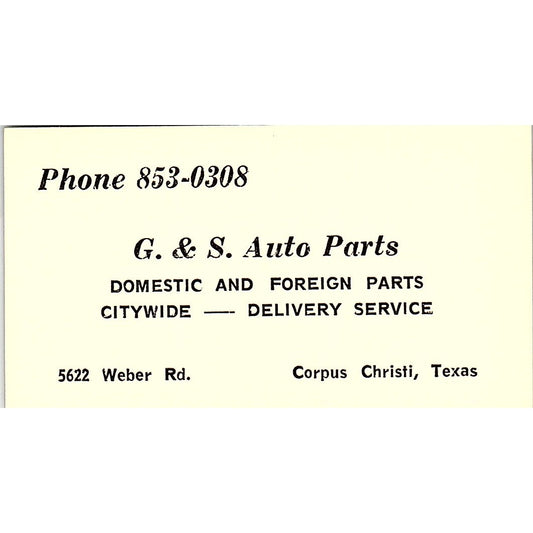 Phone 853-0308
G. & S. Auto Parts
DOMESTIC AND FOREIGN PARTS
CITYWIDE — DELIVERY SERVICE
5622 Weber Rd. Corpus Christi, Texas